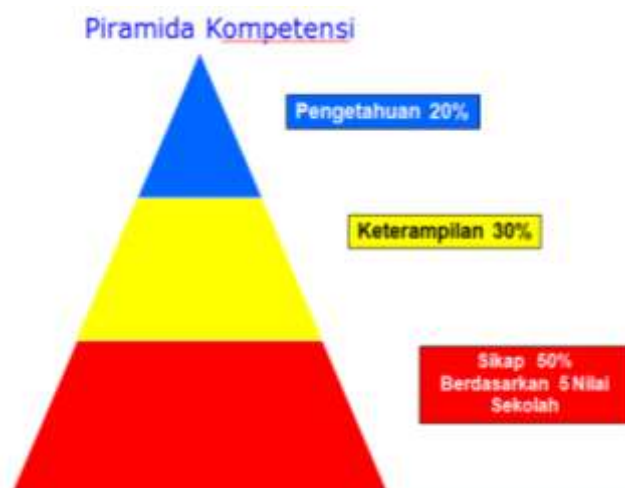 Piramida Kompetensi
Pengetahuan 20%
Keterampilan 30%
Sikap 50%
Berdasarkan 5 Nilai
Sekolah